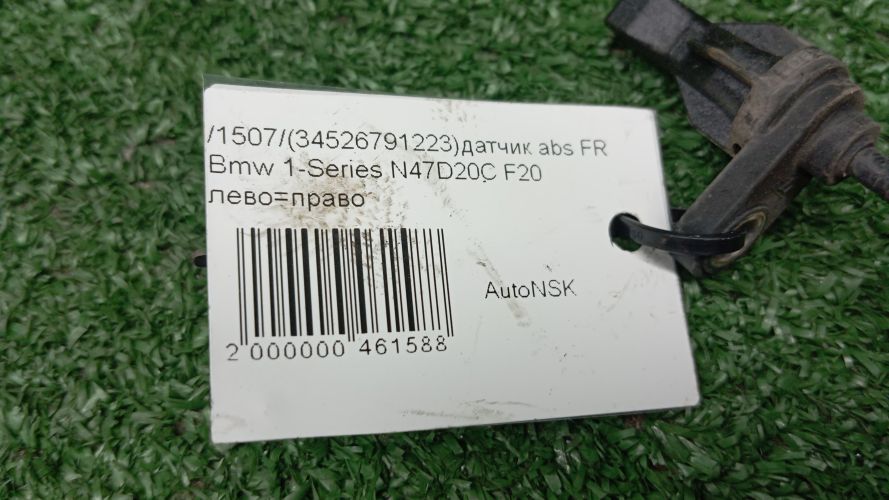 /1507/(34526791223)датчик abs FR
Bmw 1-Series N47D20C F20
лево=право
AutoNSK
2 000000 461588